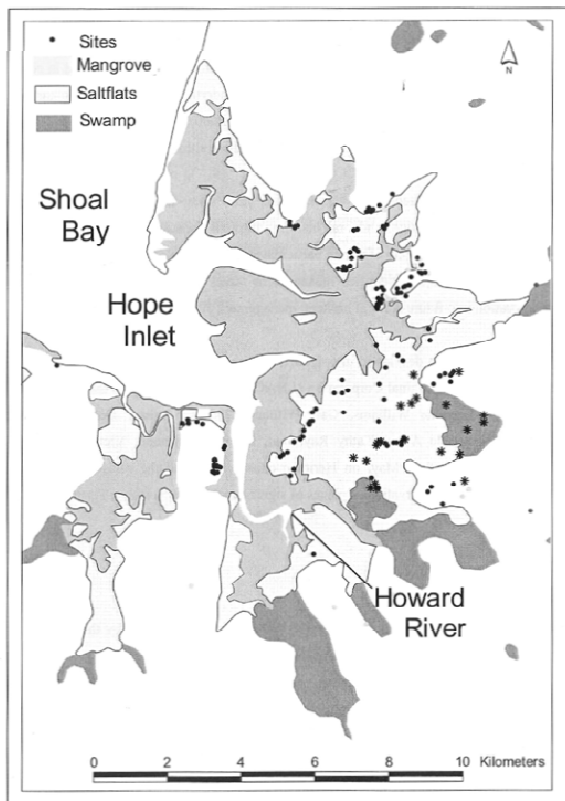 Sites
Mangrove
Saltflats
Swamp
N
Shoal
Bay
Hope
Inlet
Howard
River
0 2 4 6 8 10 Kilometers